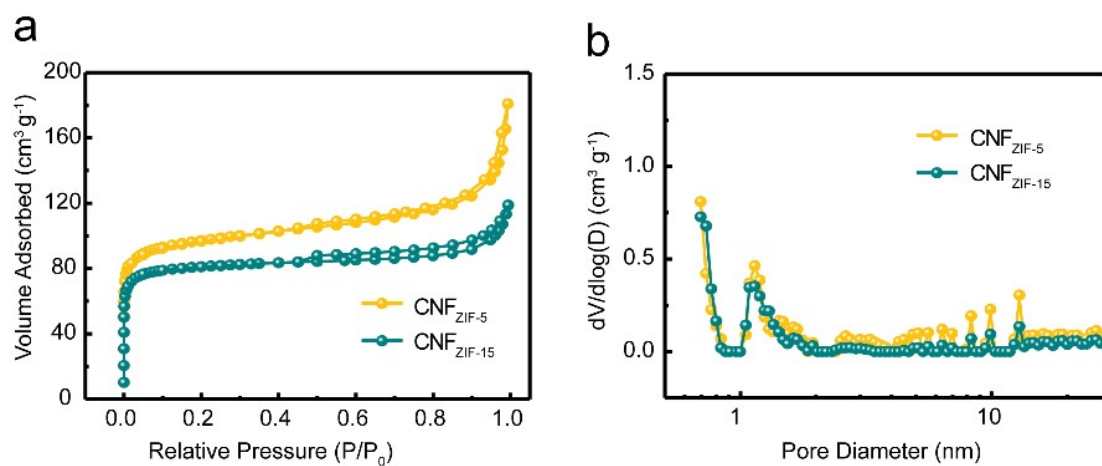 a
200
160
120
80
40
0
0.0 0.2 0.4 0.6 0.8 1.0
Volume Adsorbed (cm³ g⁻¹)
Relative Pressure (P/P₀)
CNF_ZIF-5
CNF_ZIF-15
b
1.5
1.0
0.5
0.0
1 10
dV/dlog(D) (cm³ g⁻¹)
Pore Diameter (nm)
CNF_ZIF-5
CNF_ZIF-15